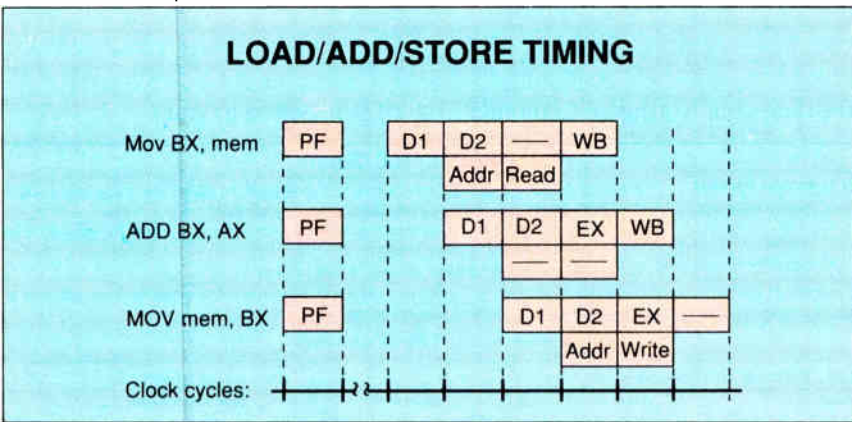 LOAD/ADD/STORE TIMING
Mov BX, mem PF D1 D2 — WB
Addr Read
ADD BX, AX PF D1 D2 EX WB
— —
MOV mem, BX PF D1 D2 EX —
Addr Write
Clock cycles: